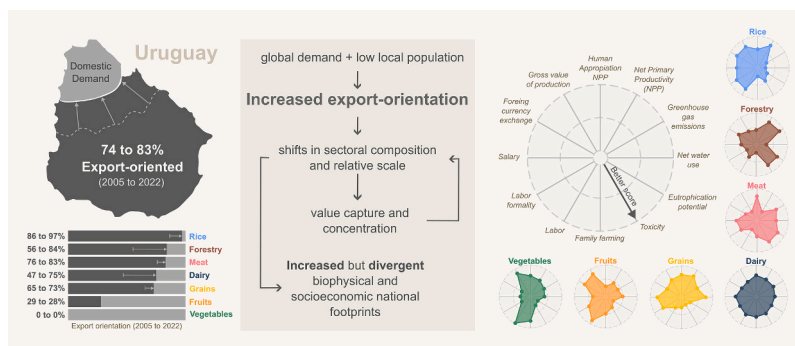 Uruguay
Domestic
Demand
74 to 83%
Export-oriented
(2005 to 2022)
86 to 97%
Rice
56 to 84%
Forestry
76 to 83%
Meat
47 to 75%
Dairy
65 to 73%
Grains
29 to 28%
Fruits
0 to 0%
Vegetables
Export orientation (2005 to 2022)
global demand + low local population
Increased export-orientation
shifts in sectoral composition
and relative scale
value capture and
concentration
Increased but divergent
biophysical and
socioeconomic national
footprints
Human
Appropiation
NPP
Net Primary
Productivity
(NPP)
Greenhouse
gas
emissions
Net water
use
Eutrophication
potential
Toxicity
Family farming
Labor
Labor
formality
Salary
Foreing
currency
exchange
Gross value
of production
Better score
Rice
Forestry
Meat
Vegetables
Fruits
Grains
Dairy